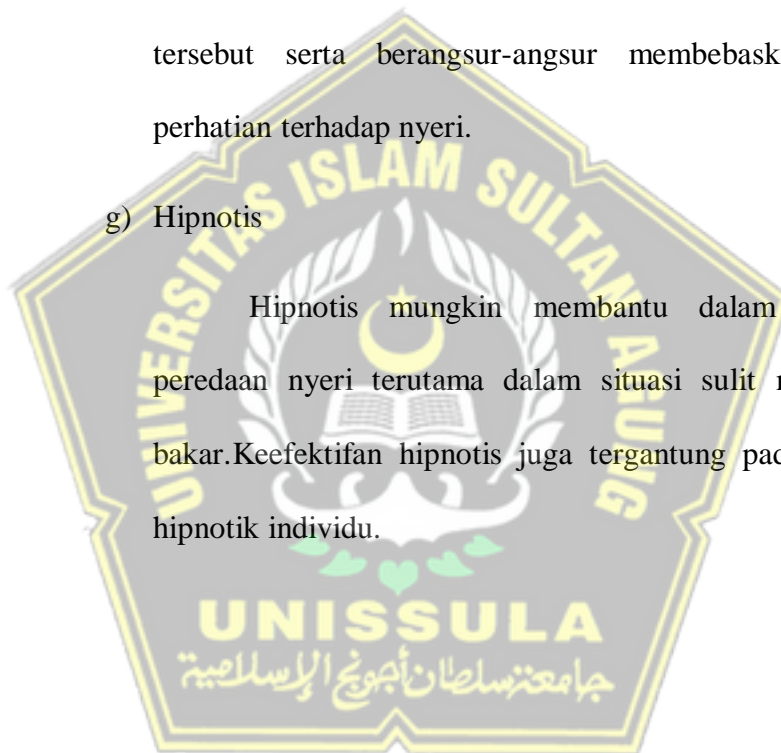 tersebut serta berangsur-angsur membebask
perhatian terhadap nyeri.
g) Hipnotis
Hipnotis mungkin membantu dalam
peredaan nyeri terutama dalam situasi sulit
bakar.Keefektifan hipnotis juga tergantung pad
hipnotik individu.
UNIVERSITAS ISLAM SULTAN AGUNG
UNISSULA
جامعة سلطان أجونج الإسلامية